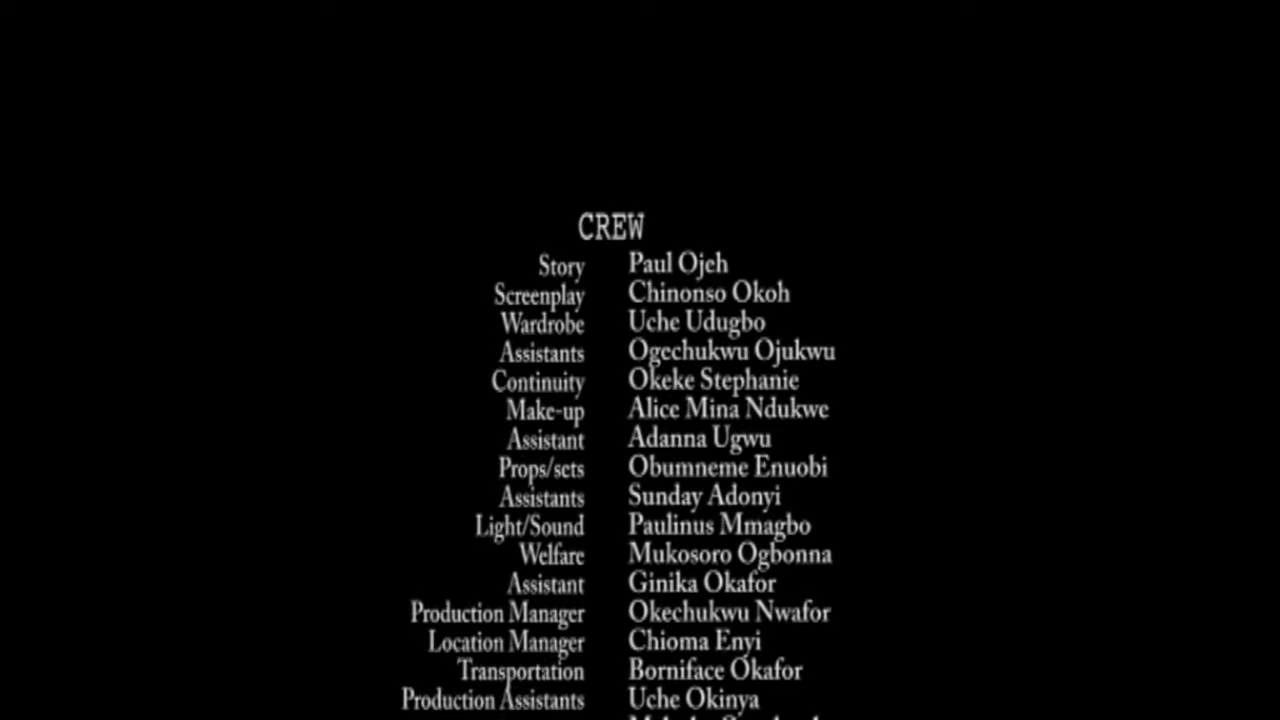 CREW
Story Paul Ojeh
Screenplay Chinonso Okoh
Wardrobe Uche Udugbo
Assistants Ogechukwu Ojukwu
Continuity Okeke Stephanie
Make-up Alice Mina Ndukwe
Assistant Adanna Ugwu
Props/sets Obumneme Enuobi
Assistants Sunday Adonyi
Light/Sound Paulinus Mmagbo
Welfare Mukosoro Ogbonna
Assistant Ginika Okafor
Production Manager Okechukwu Nwafor
Location Manager Chioma Enyi
Transportation Borniface Okafor
Production Assistants Uche Okinya